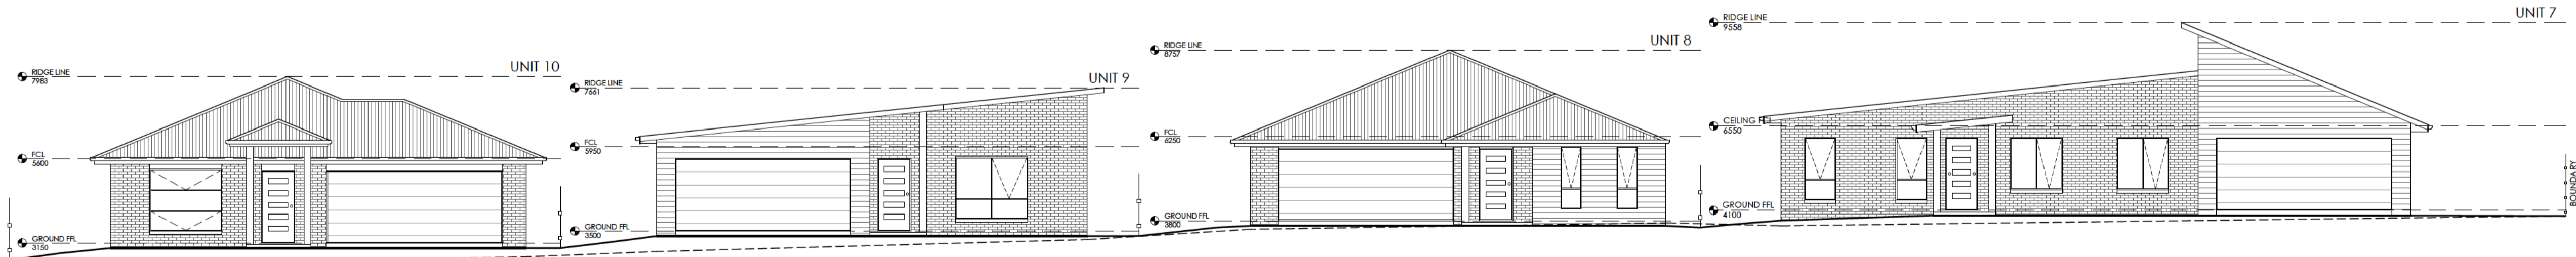 UNIT 10
RIDGE LINE
7983
FCL
5600
GROUND FFL
3150
UNIT 9
RIDGE LINE
7661
FCL
5950
GROUND FFL
3500
UNIT 8
RIDGE LINE
8757
FCL
6250
GROUND FFL
3800
UNIT 7
RIDGE LINE
9558
CEILING
6550
GROUND FFL
4100
BOUNDARY